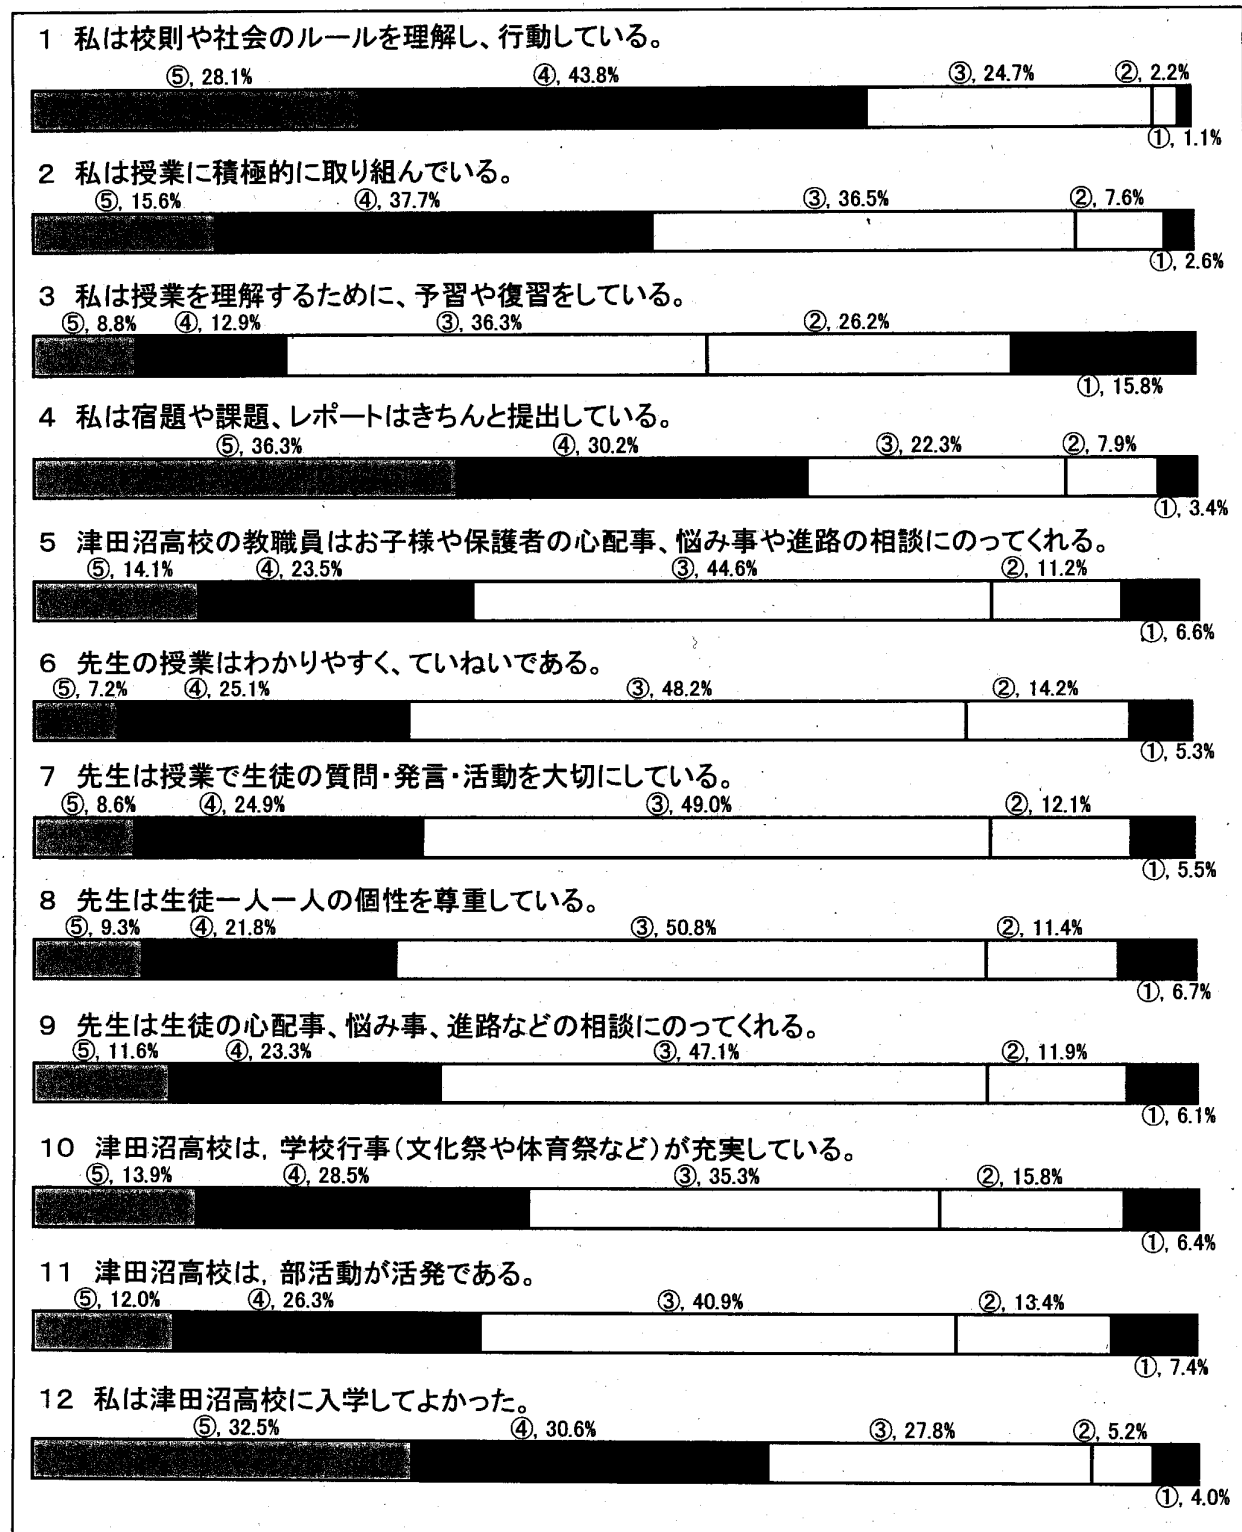 1 私は校則や社会のルールを理解し、行動している。
⑤, 28.1% ④, 43.8% ③, 24.7% ②, 2.2%
①, 1.1%
2 私は授業に積極的に取り組んでいる。
⑤, 15.6% ④, 37.7% ③, 36.5% ②, 7.6%
①, 2.6%
3 私は授業を理解するために、予習や復習をしている。
⑤, 8.8% ④, 12.9% ③, 36.3% ②, 26.2%
①, 15.8%
4 私は宿題や課題、レポートはきちんと提出している。
⑤, 36.3% ④, 30.2% ③, 22.3% ②, 7.9%
①, 3.4%
5 津田沼高校の教職員はお子様や保護者の心配事、悩み事や進路の相談にのってくれる。
⑤, 14.1% ④, 23.5% ③, 44.6% ②, 11.2%
①, 6.6%
6 先生の授業はわかりやすく、ていねいである。
⑤, 7.2% ④, 25.1% ③, 48.2% ②, 14.2%
①, 5.3%
7 先生は授業で生徒の質問・発言・活動を大切にしている。
⑤, 8.6% ④, 24.9% ③, 49.0% ②, 12.1%
①, 5.5%
8 先生は生徒一人一人の個性を尊重している。
⑤, 9.3% ④, 21.8% ③, 50.8% ②, 11.4%
①, 6.7%
9 先生は生徒の心配事、悩み事、進路などの相談にのってくれる。
⑤, 11.6% ④, 23.3% ③, 47.1% ②, 11.9%
①, 6.1%
10 津田沼高校は, 学校行事(文化祭や体育祭など)が充実している。
⑤, 13.9% ④, 28.5% ③, 35.3% ②, 15.8%
①, 6.4%
11 津田沼高校は, 部活動が活発である。
⑤, 12.0% ④, 26.3% ③, 40.9% ②, 13.4%
①, 7.4%
12 私は津田沼高校に入学してよかった。
⑤, 32.5% ④, 30.6% ③, 27.8% ②, 5.2%
①, 4.0%